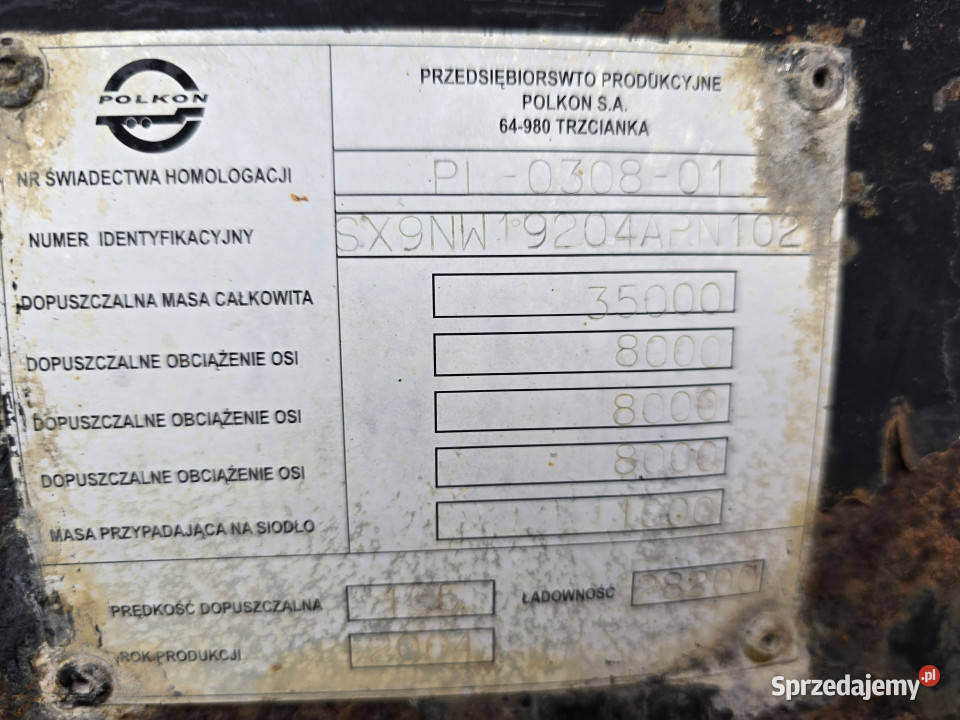 POLKON
PRZEDSIĘBIORSWTO PRODUKCYJNE
POLKON S.A.
64-980 TRZCIANKA
NR ŚWIADECTWA HOMOLOGACJI PL-0308-01
NUMER IDENTYFIKACYJNY SX9NW19204APN102
DOPUSZCZALNA MASA CAŁKOWITA 35000
DOPUSZCZALNE OBCIĄŻENIE OSI 8000
DOPUSZCZALNE OBCIĄŻENIE OSI 8000
DOPUSZCZALNE OBCIĄŻENIE OSI 8000
MASA PRZYPADAJĄCA NA SIODŁO
PRĘDKOŚĆ DOPUSZCZALNA
ŁADOWNOŚĆ
ROK PRODUKCJI
Sprzedajemy.pl